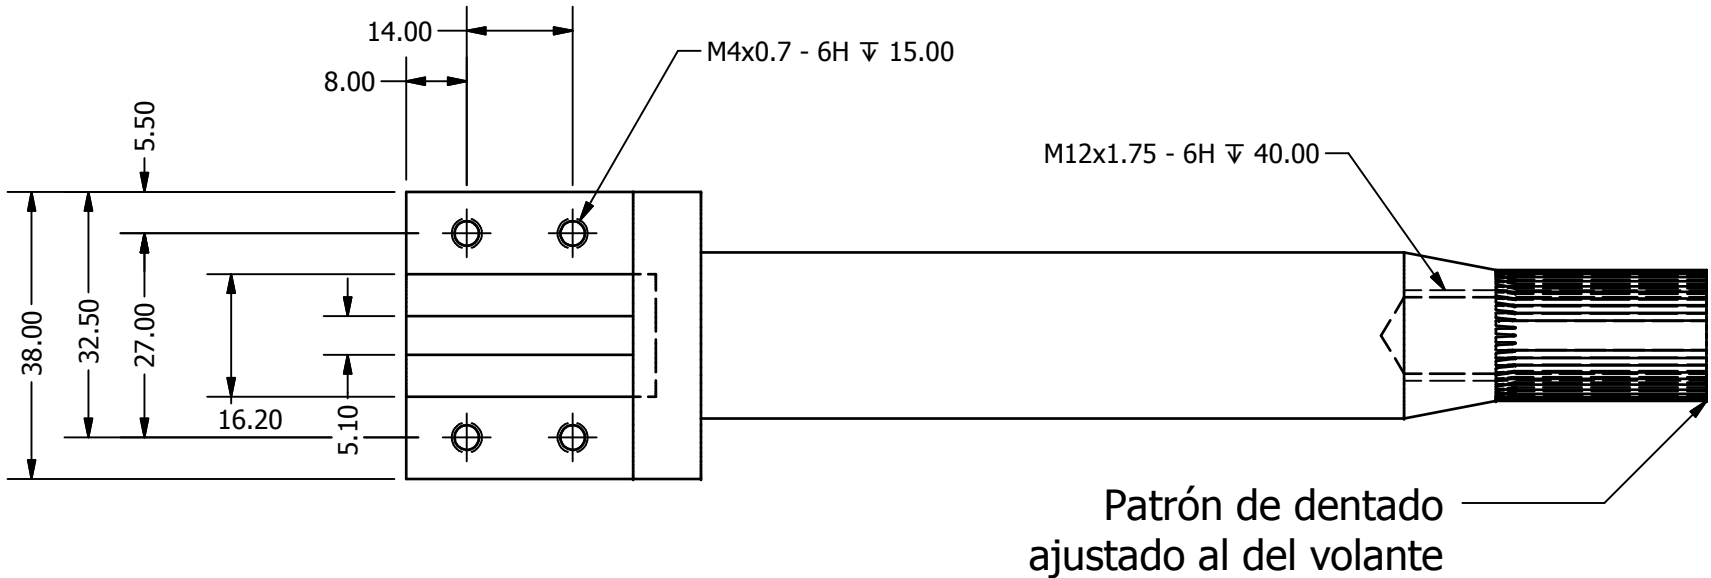 14.00
M4x0.7 - 6H ↧ 15.00
8.00
5.50
M12x1.75 - 6H ↧ 40.00
38.00
32.50
27.00
16.20
5.10
Patrón de dentado
ajustado al del volante